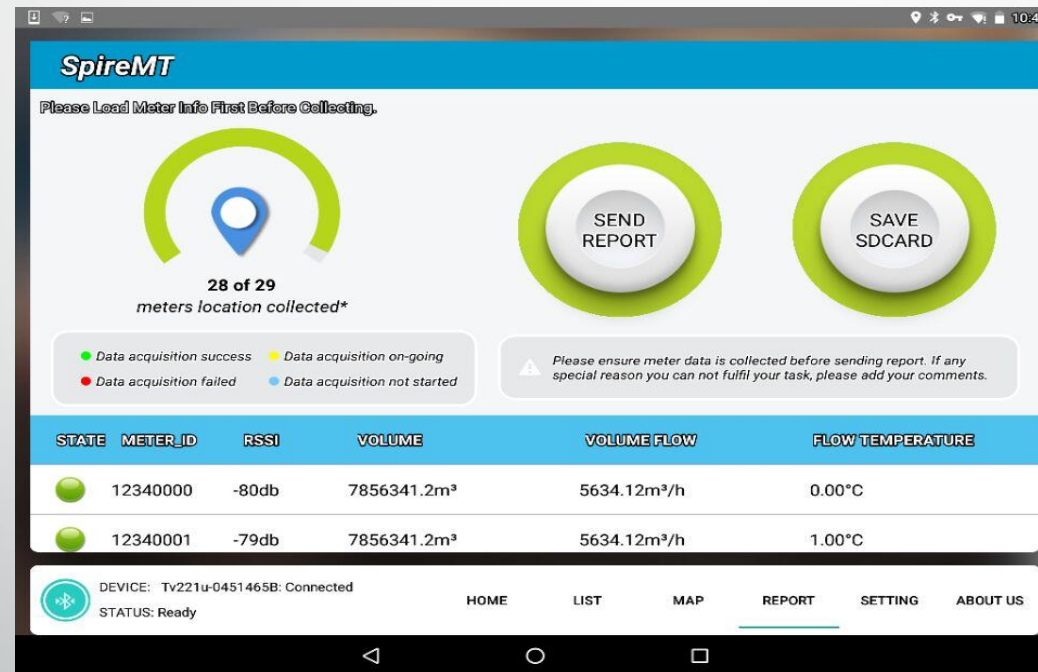 10:4
SpireMT
Please Load Meter Info First Before Collecting.
28 of 29
meters location collected*
SEND
REPORT
SAVE
SDCARD
Data acquisition success
Data acquisition on-going
Data acquisition failed
Data acquisition not started
Please ensure meter data is collected before sending report. If any
special reason you can not fulfil your task, please add your comments.
STATE METER_ID RSSI VOLUME VOLUME FLOW FLOW TEMPERATURE
12340000 -80db 7856341.2m³ 5634.12m³/h 0.00°C
12340001 -79db 7856341.2m³ 5634.12m³/h 1.00°C
DEVICE: Tv221u-0451465B: Connected
STATUS: Ready
HOME LIST MAP REPORT SETTING ABOUT US